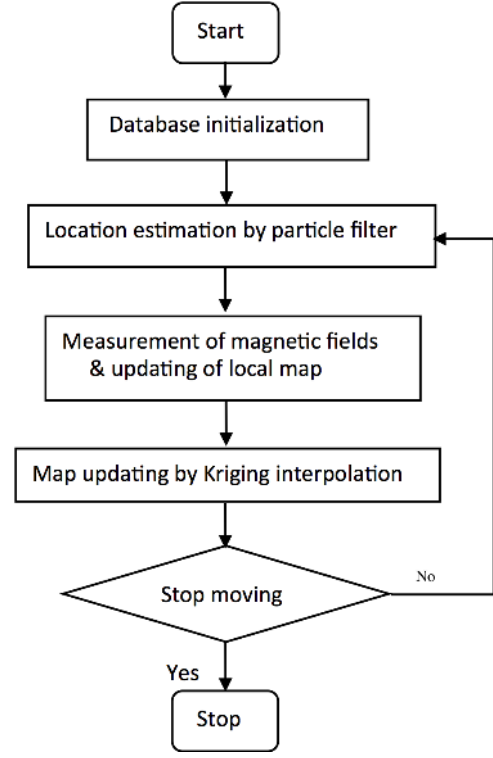 Start
Database initialization
Location estimation by particle filter
Measurement of magnetic fields
& updating of local map
Map updating by Kriging interpolation
Stop moving
No
Yes
Stop